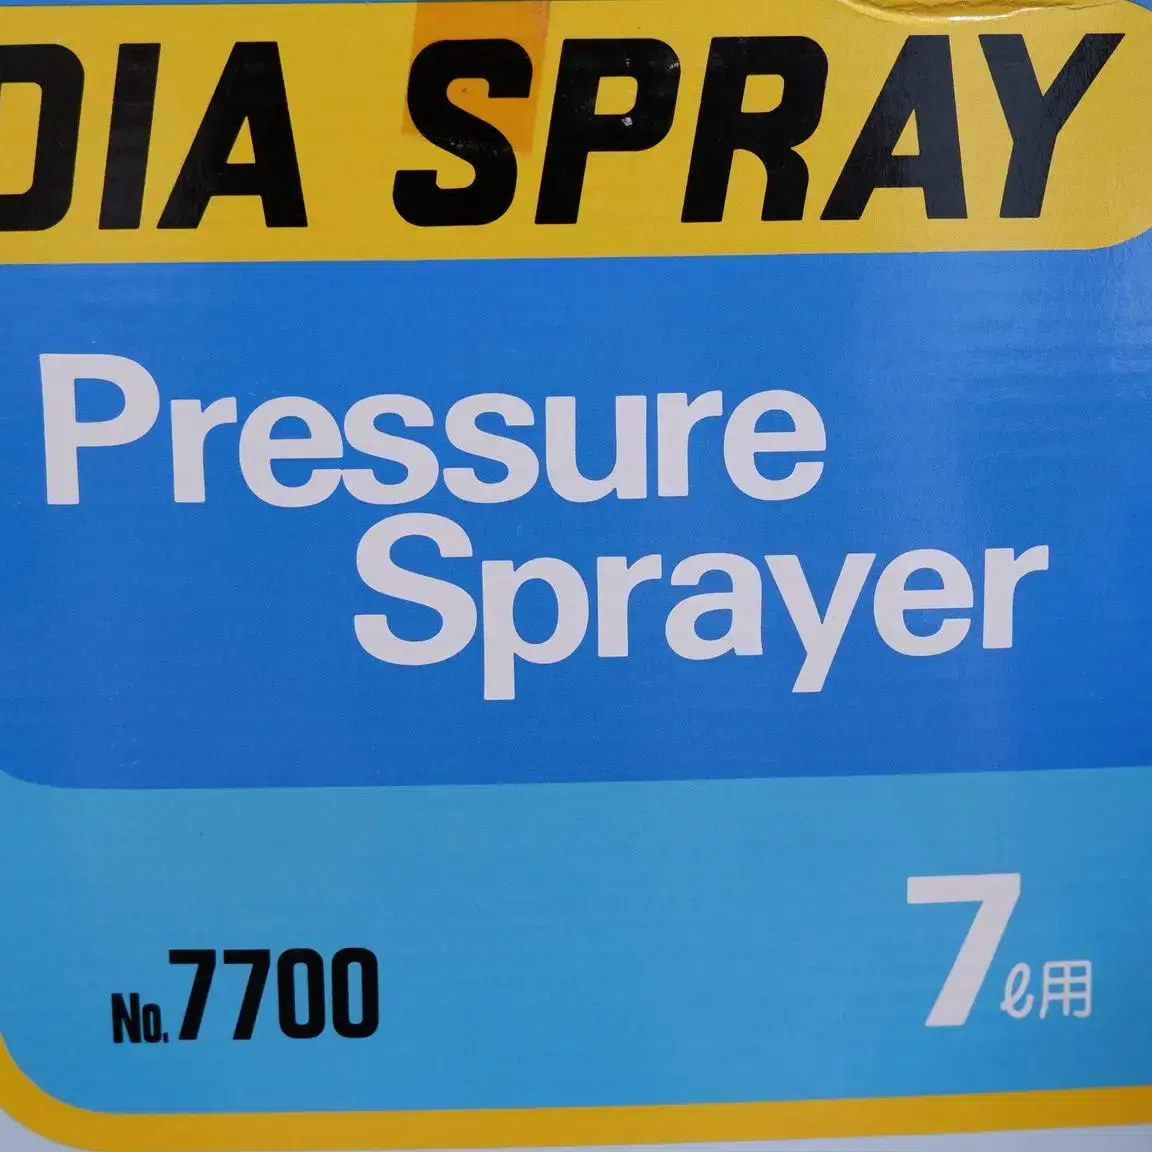 DIA SPRAY
Pressure
Sprayer
No.7700
7ℓ用